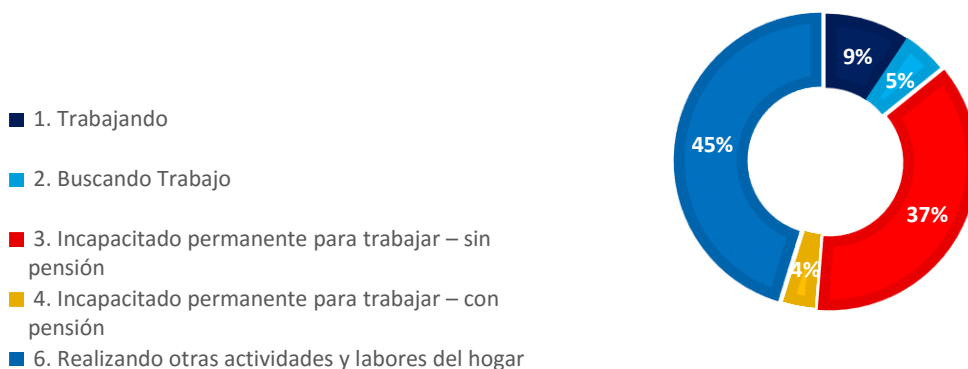 1. Trabajando
2. Buscando Trabajo
3. Incapacitado permanente para trabajar – sin
pensión
4. Incapacitado permanente para trabajar – con
pensión
6. Realizando otras actividades y labores del hogar
9%
5%
45%
37%
4%